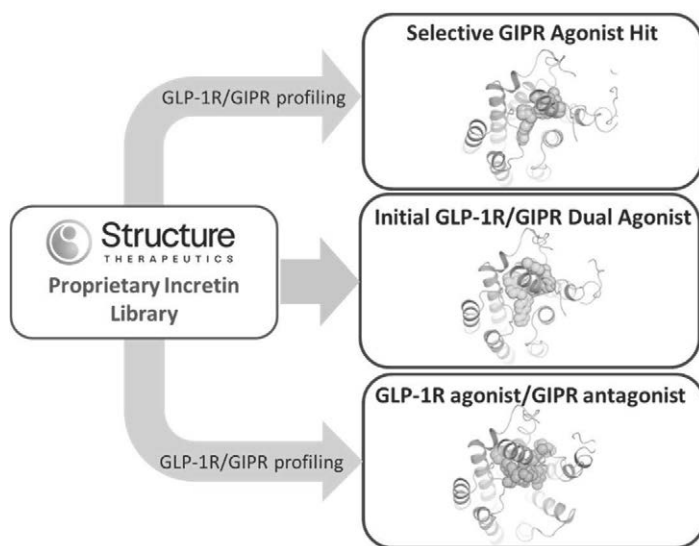 Selective GIPR Agonist Hit
GLP-1R/GIPR profiling
Structure
THERAPEUTICS
Proprietary Incretin
Library
Initial GLP-1R/GIPR Dual Agonist
GLP-1R agonist/GIPR antagonist
GLP-1R/GIPR profiling